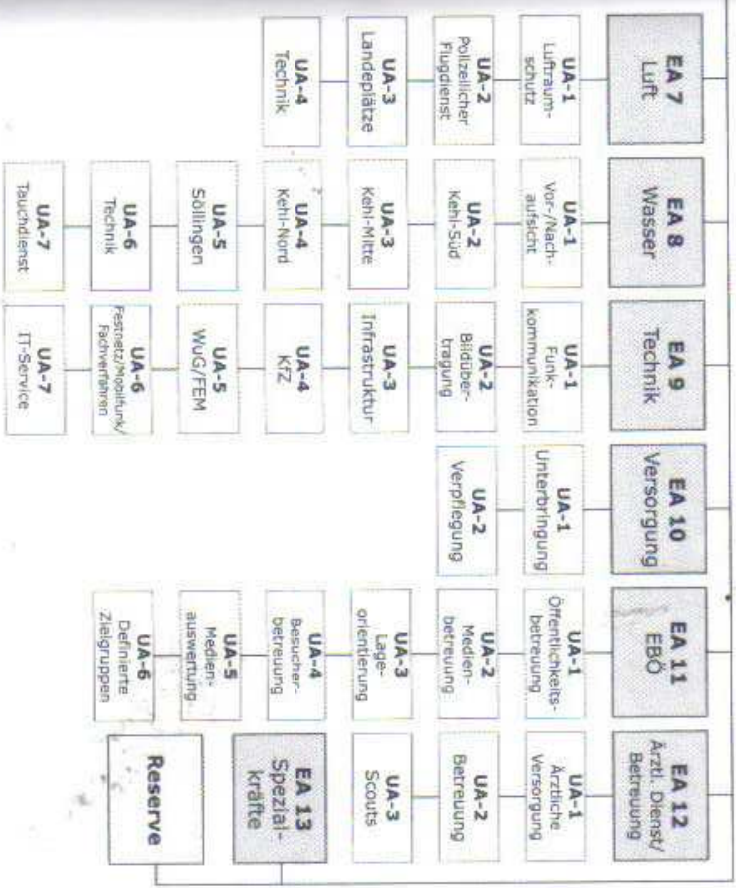 EA 7
Luft
UA-1
Luftraum-
schutz
UA-2
Polizeilicher
Flugdienst
UA-3
Landeplätze
UA-4
Technik
EA 8
Wasser
UA-1
Vor-/Nach-
aufsicht
UA-2
Kehl-Süd
UA-3
Kehl-Mitte
UA-4
Kehl-Nord
UA-5
Söllingen
UA-6
Technik
UA-7
Tauchdienst
EA 9
Technik
UA-1
Funk-
kommunikation
UA-2
Bildüber-
tragung
UA-3
Infrastruktur
UA-4
KfZ
UA-5
WuG/FEM
UA-6
Festnetz/Mobilfunk/
Fachverfahren
UA-7
IT-Service
EA 10
Versorgung
UA-1
Unterbringung
UA-2
Verpflegung
EA 11
EBÖ
UA-1
Öffentlichkeits-
betreuung
UA-2
Medien-
betreuung
UA-3
Lage-
orientierung
UA-4
Besucher-
betreuung
UA-5
Medien-
auswertung
UA-6
Definierte
Zielgruppen
EA 12
Ärztl. Dienst/
Betreuung
UA-1
Ärztliche
Versorgung
UA-2
Betreuung
UA-3
Scouts
EA 13
Spezial-
kräfte
Reserve